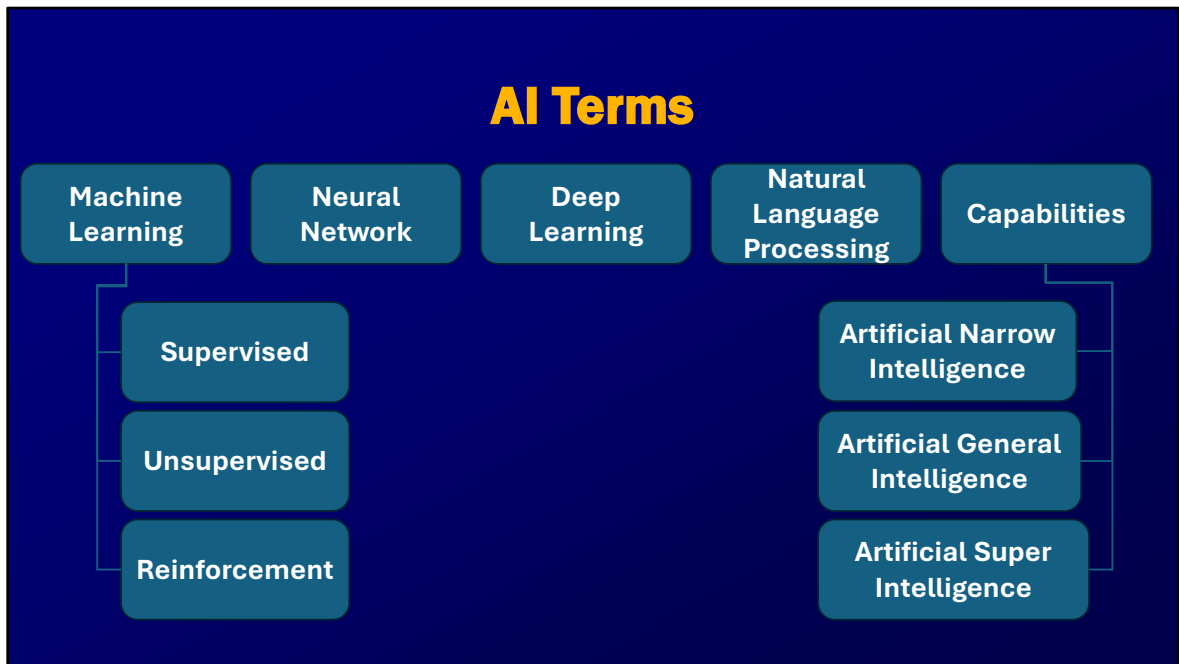 AI Terms
Machine
Learning
Neural
Network
Deep
Learning
Natural
Language
Processing
Capabilities
Supervised
Unsupervised
Reinforcement
Artificial Narrow
Intelligence
Artificial General
Intelligence
Artificial Super
Intelligence